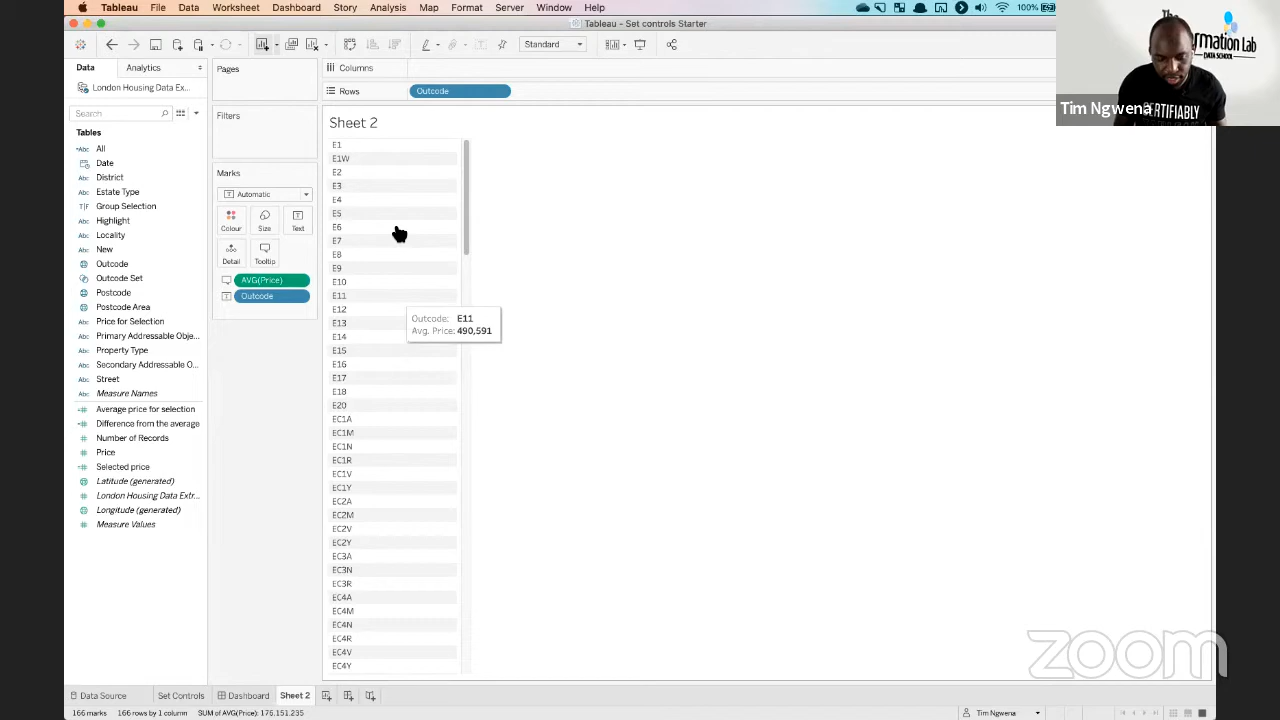 Tableau File Data Worksheet Dashboard Story Analysis Map Format Server Window Help 100%
Tableau - Set controls Starter
Standard
Data Analytics
London Housing Data Ex...
Search
Tables
All
Date
District
Estate Type
Group Selection
Highlight
Locality
New
Outcode
Outcode Set
Postcode
Postcode Area
Price for Selection
Primary Addressable Obje...
Property Type
Secondary Addressable O...
Street
Measure Names
Average price for selection
Difference from the average
Number of Records
Price
Selected price
Latitude (generated)
London Housing Data Extr...
Longitude (generated)
Measure Values
Pages
Filters
Marks
Automatic
Colour Size Text
Detail Tooltip
AVG(Price)
Outcode
Columns
Rows Outcode
Sheet 2
E1
E1W
E2
E3
E4
E5
E6
E7
E8
E9
E10
E11
E12
E13
E14
E15
E16
E17
E18
E20
EC1A
EC1M
EC1N
EC1R
EC1V
EC1Y
EC2A
EC2M
EC2V
EC2Y
EC3A
EC3N
EC3R
EC4A
EC4M
EC4N
EC4R
EC4V
EC4Y
Outcode: E11
Avg. Price: 490,591
The
rmation Lab
DATA SCHOOL
CERTIFIABLY
Tim Ngwena
zoom
Data Source Set Controls Dashboard Sheet 2
166 marks 166 rows by 1 column SUM of AVG(Price): 175,151,235
Tim Ngwena